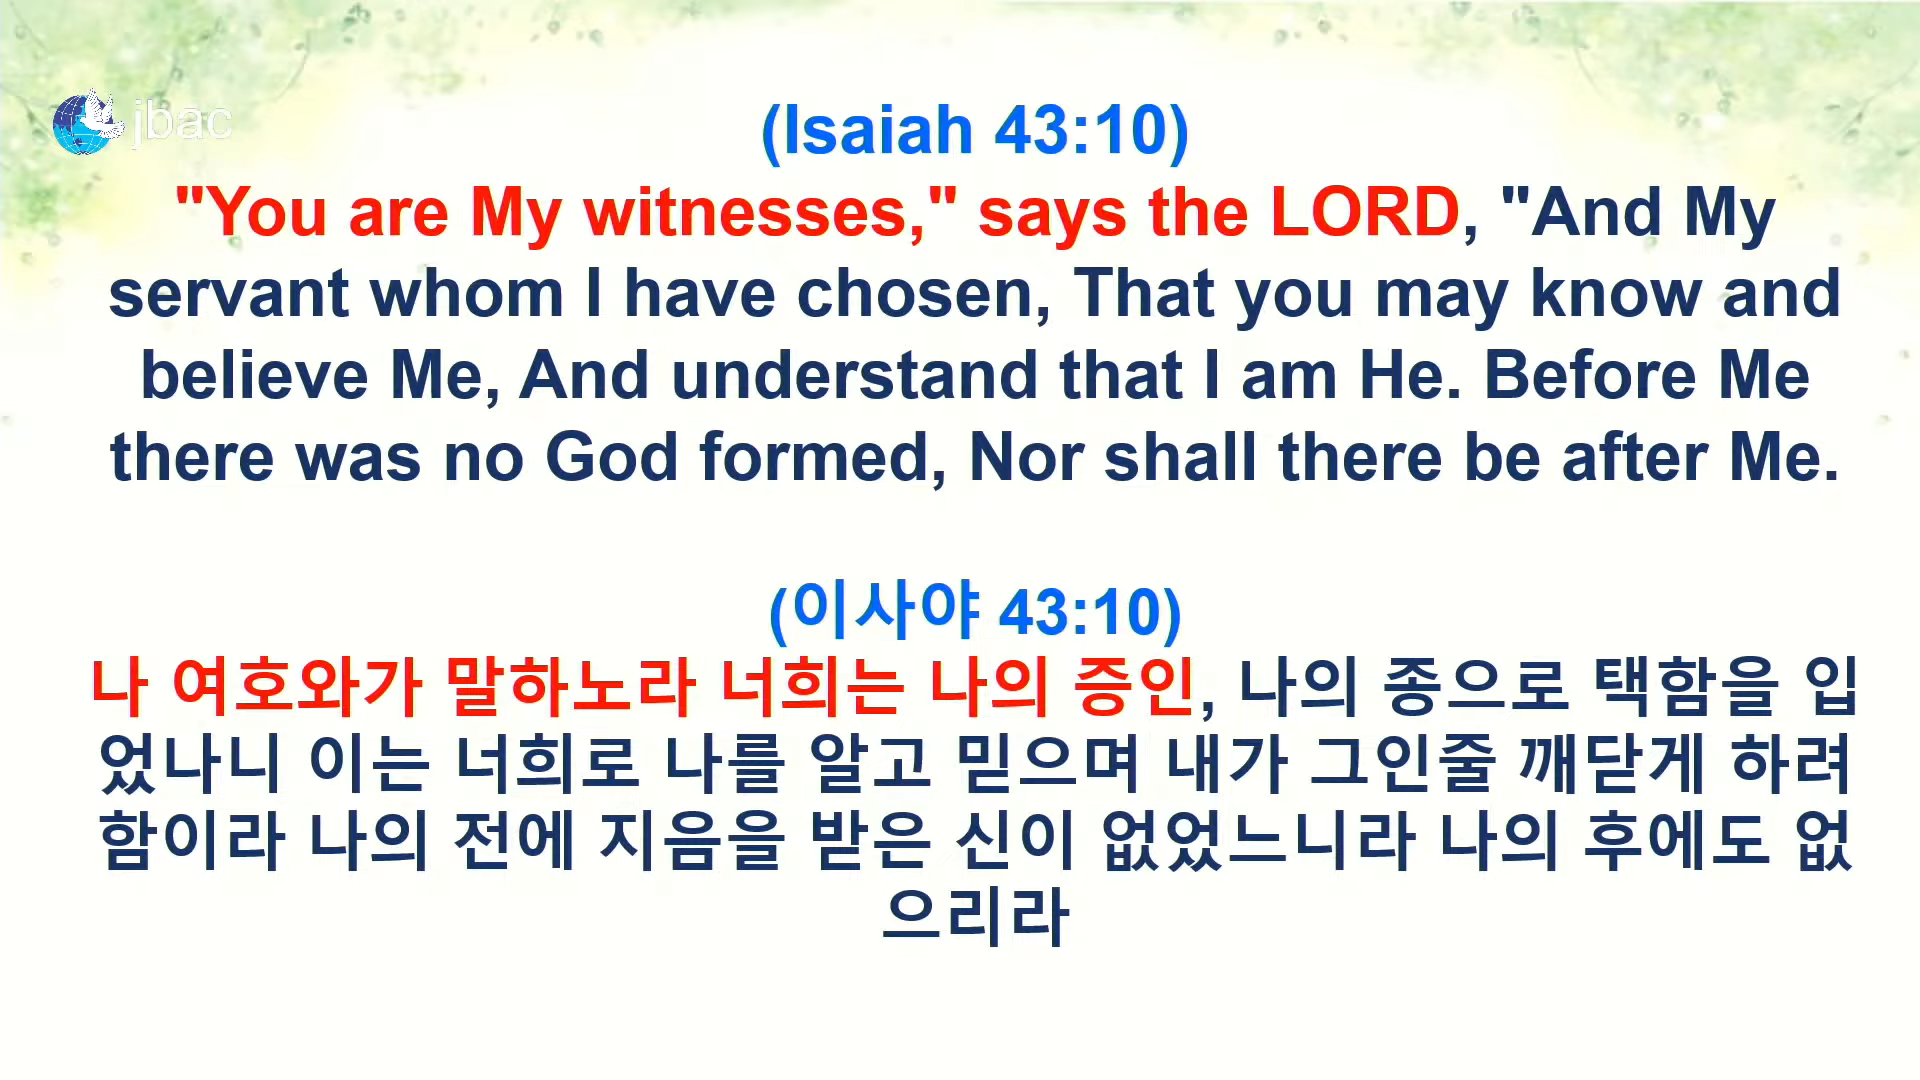 jbac
(Isaiah 43:10)
"You are My witnesses," says the LORD, "And My
servant whom I have chosen, That you may know and
believe Me, And understand that I am He. Before Me
there was no God formed, Nor shall there be after Me.
(이사야 43:10)
나 여호와가 말하노라 너희는 나의 증인, 나의 종으로 택함을 입
었나니 이는 너희로 나를 알고 믿으며 내가 그인줄 깨닫게 하려
함이라 나의 전에 지음을 받은 신이 없었느니라 나의 후에도 없
으리라